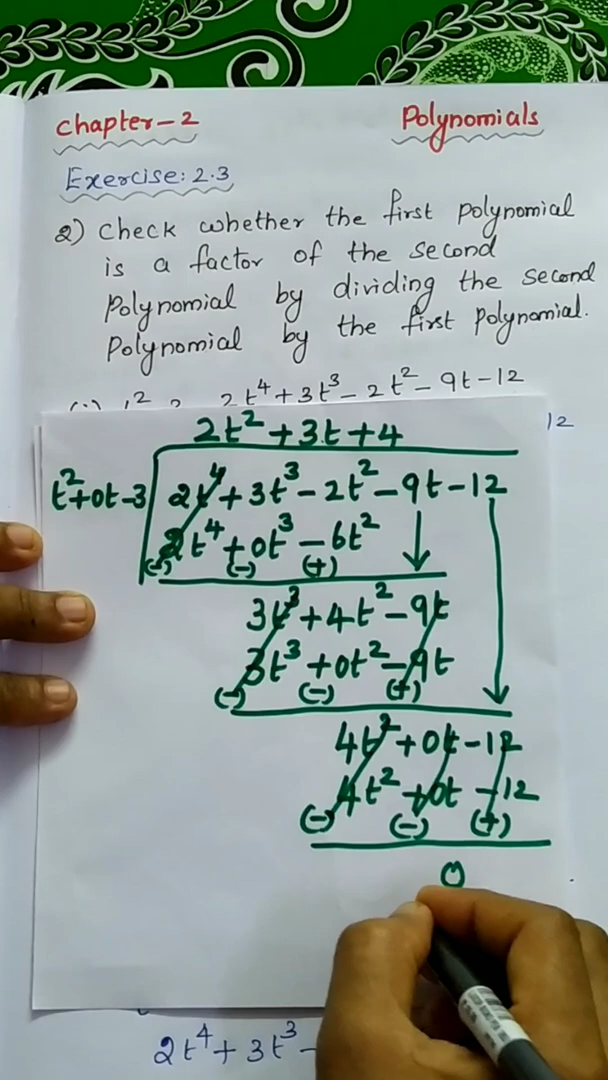 Chapter-2 Polynomials
Exercise: 2.3
2) Check whether the first polynomial
is a factor of the second
Polynomial by dividing the second
Polynomial by the first Polynomial.
2t⁴+3t³-2t²-9t-12
12
2t²+3t+4
t²+0t-3 2t⁴+3t³-2t²-9t-12
2t⁴+0t³-6t²
(-) (-) (+)
3t³+4t²-9t
3t³+0t²-9t
(-) (-) (+)
4t²+0t-12
4t²+0t-12
(-) (-) (+)
0
2t⁴+3t³-